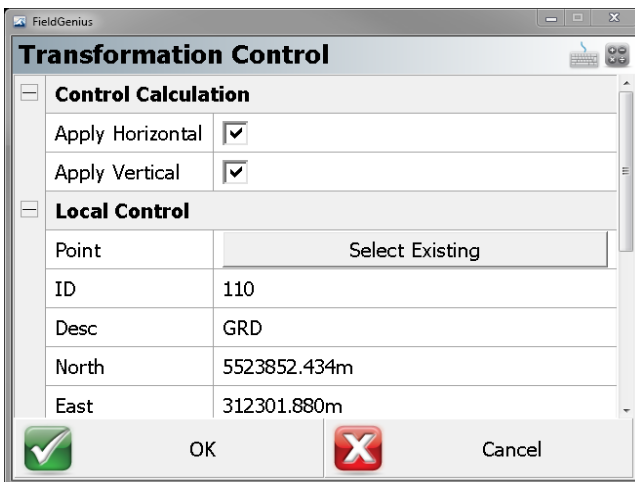 FieldGenius
Transformation Control
Control Calculation
Apply Horizontal
Apply Vertical
Local Control
Point Select Existing
ID 110
Desc GRD
North 5523852.434m
East 312301.880m
OK Cancel